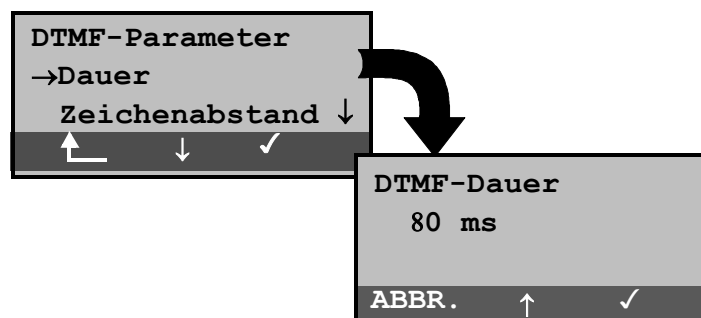 DTMF-Parameter
→Dauer
Zeichenabstand ↓
↓ ✓
DTMF-Dauer
80 ms
ABBR. ↑ ✓